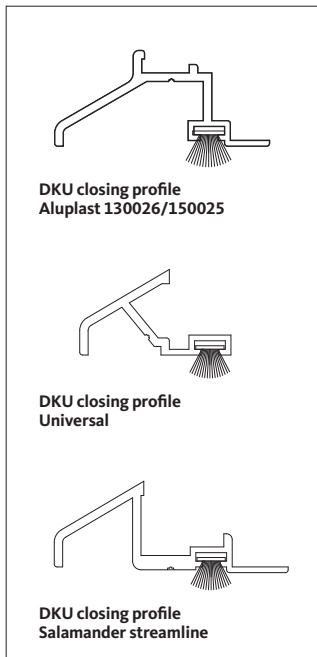 DKU closing profile
Aluplast 130026/150025
DKU closing profile
Universal
DKU closing profile
Salamander streamline